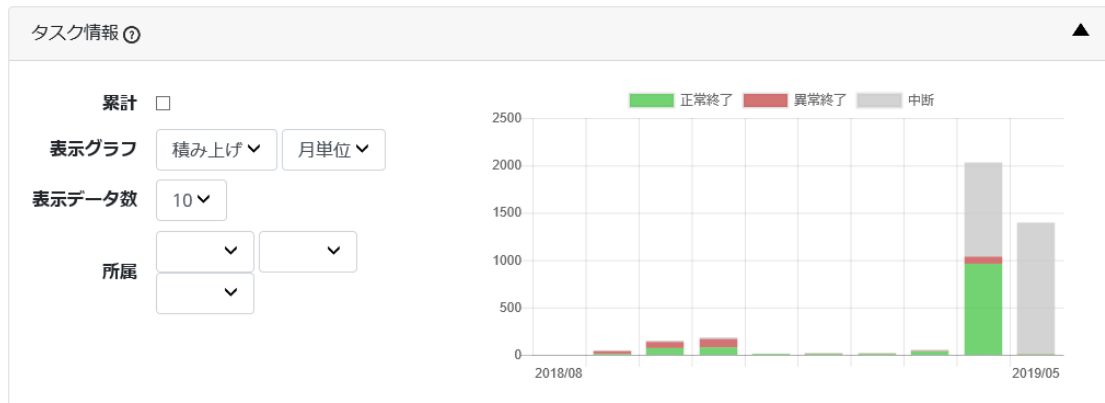 タスク情報 ?
累計
表示グラフ 積み上げ 月単位
表示データ数 10
所属
正常終了 異常終了 中断
2500
2000
1500
1000
500
0
2018/08 2019/05